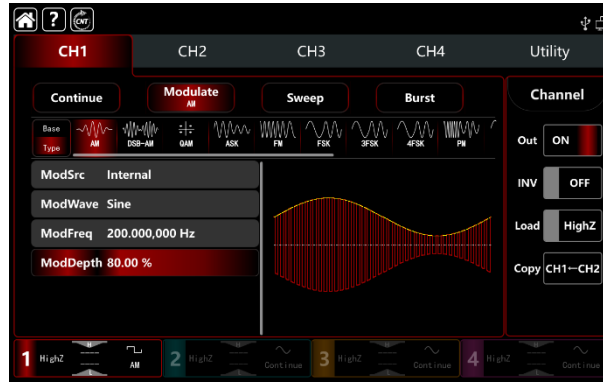 ? CNT
CH1 CH2 CH3 CH4 Utility
Continue Modulate AM Sweep Burst Channel
Base Type AM DSB-AM QAM ASK FM FSK 3FSK 4FSK PM
Out ON
ModSrc Internal
INV OFF
ModWave Sine
ModFreq 200.000,000 Hz
Load HighZ
ModDepth 80.00 %
Copy CH1←CH2
1 HighZ H L AM 2 HighZ Continue 3 HighZ Continue 4 HighZ Continue